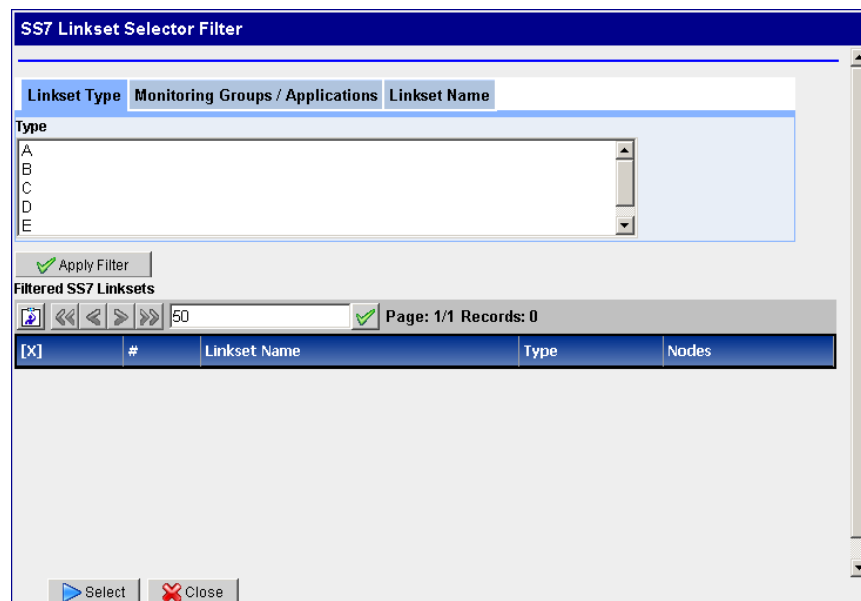 SS7 Linkset Selector Filter
Linkset Type Monitoring Groups / Applications Linkset Name
Type
A
B
C
D
E
Apply Filter
Filtered SS7 Linksets
50 Page: 1/1 Records: 0
[X] # Linkset Name Type Nodes
Select Close